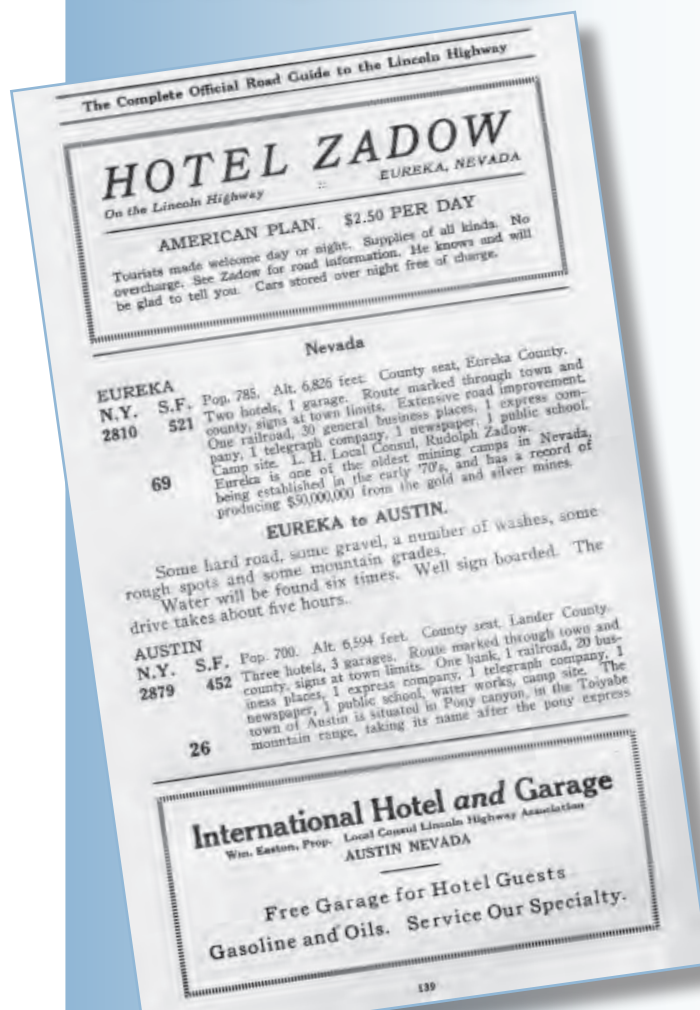 The Complete Official Road Guide to the Lincoln Highway
HOTEL ZADOW
On the Lincoln Highway :: EUREKA, NEVADA
AMERICAN PLAN. $2.50 PER DAY
Tourists made welcome day or night. Supplies of all kinds. No
overcharge. See Zadow for road information. He knows and will
be glad to tell you. Cars stored over night free of charge.
Nevada
EUREKA
N.Y. S.F.
2810 521
69
Pop. 785. Alt. 6,826 feet. County seat, Eureka County.
Two hotels, 1 garage. Route marked through town and
county, signs at town limits. Extensive road improvement.
One railroad, 30 general business places, 1 express com-
pany, 1 telegraph company, 1 newspaper, 1 public school.
Camp site. L. H. Local Consul, Rudolph Zadow.
Eureka is one of the oldest mining camps in Nevada,
being established in the early '70's, and has a record of
producing $50,000,000 from the gold and silver mines.
EUREKA to AUSTIN.
Some hard road, some gravel, a number of washes, some
rough spots and some mountain grades.
Water will be found six times. Well sign boarded. The
drive takes about five hours.
AUSTIN
N.Y. S.F.
2879 452
26
Pop. 700. Alt. 6,594 feet. County seat, Lander County.
Three hotels, 3 garages. Route marked through town and
county, signs at town limits. One bank, 1 railroad, 20 bus-
iness places, 1 express company, 1 telegraph company, 1
newspaper, 1 public school, water works, camp site. The
town of Austin is situated in Pony canyon, in the Toiyabe
mountain range, taking its name after the pony express
International Hotel and Garage
Wm. Easton, Prop. Local Consul Lincoln Highway Association
AUSTIN NEVADA
Free Garage for Hotel Guests
Gasoline and Oils. Service Our Specialty.
139